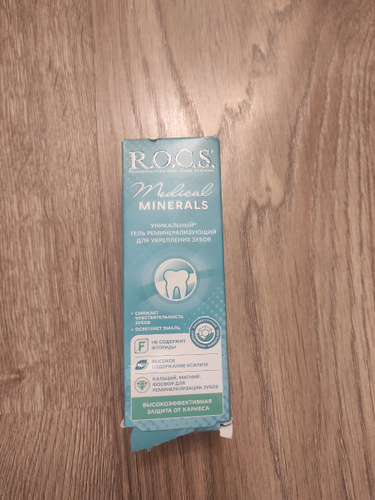 R.O.C.S.®
Medical
MINERALS
УНИКАЛЬНЫЙ*
ГЕЛЬ РЕМИНЕРАЛИЗУЮЩИЙ
ДЛЯ УКРЕПЛЕНИЯ ЗУБОВ
• СНИЖАЕТ
ЧУВСТВИТЕЛЬНОСТЬ
ЗУБОВ
• ОСВЕТЛЯЕТ ЭМАЛЬ
F
НЕ СОДЕРЖИТ
ФТОРИДЫ
ВЫСОКОЕ
СОДЕРЖАНИЕ КСИЛИТА
КАЛЬЦИЙ, МАГНИЙ,
ФОСФОР ДЛЯ
РЕМИНЕРАЛИЗАЦИИ ЗУБОВ
ВЫСОКОЭФФЕКТИВНАЯ
ЗАЩИТА ОТ КАРИЕСА